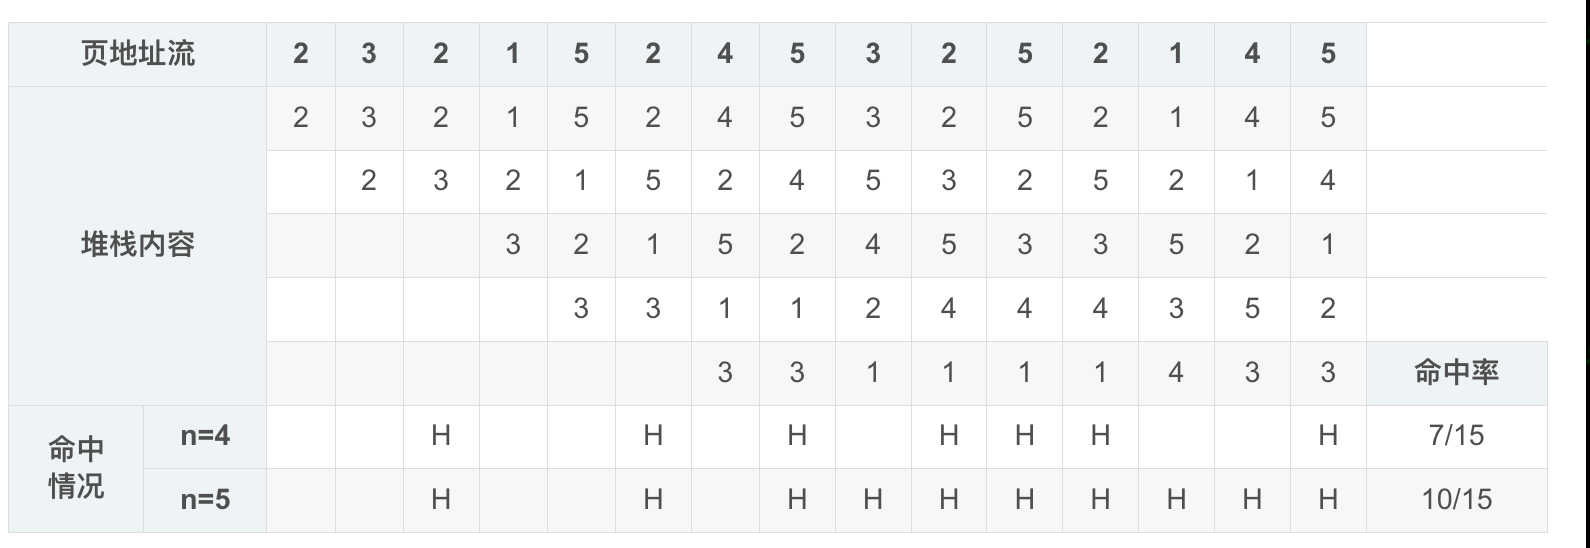 页地址流 2 3 2 1 5 2 4 5 3 2 5 2 1 4 5
2 3 2 1 5 2 4 5 3 2 5 2 1 4 5
2 3 2 1 5 2 4 5 3 2 5 2 1 4
堆栈内容 3 2 1 5 2 4 5 3 3 5 2 1
3 3 1 1 2 4 4 4 3 5 2
3 3 1 1 1 1 4 3 3 命中率
命中
情况
n=4 H H H H H H H 7/15
n=5 H H H H H H H H H H 10/15